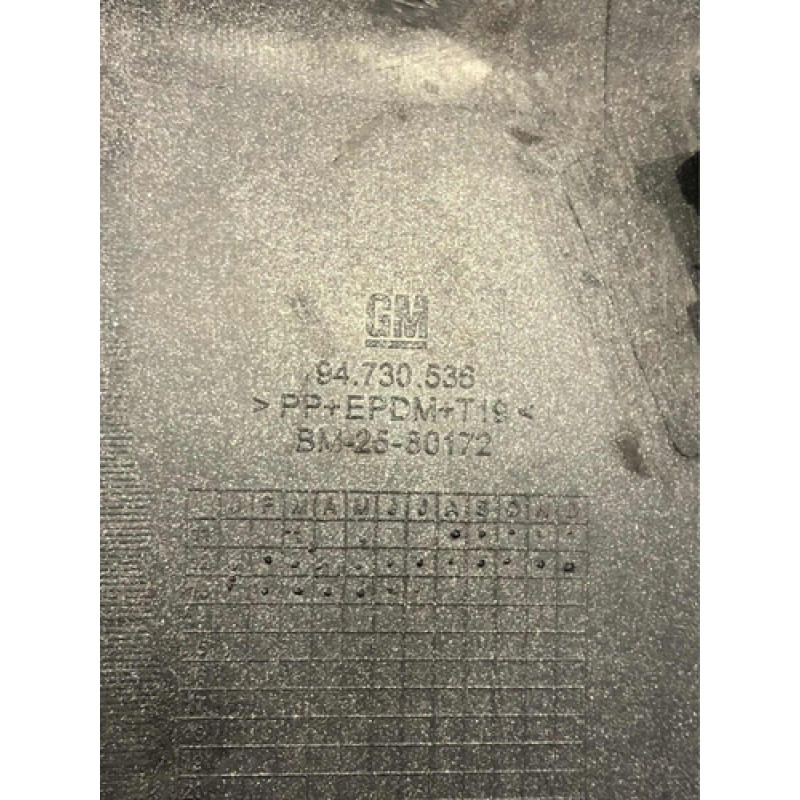 GM
94.730.536
> PP+EPDM+T19 <
BM-25-80172
J F M A M J J A S O N D